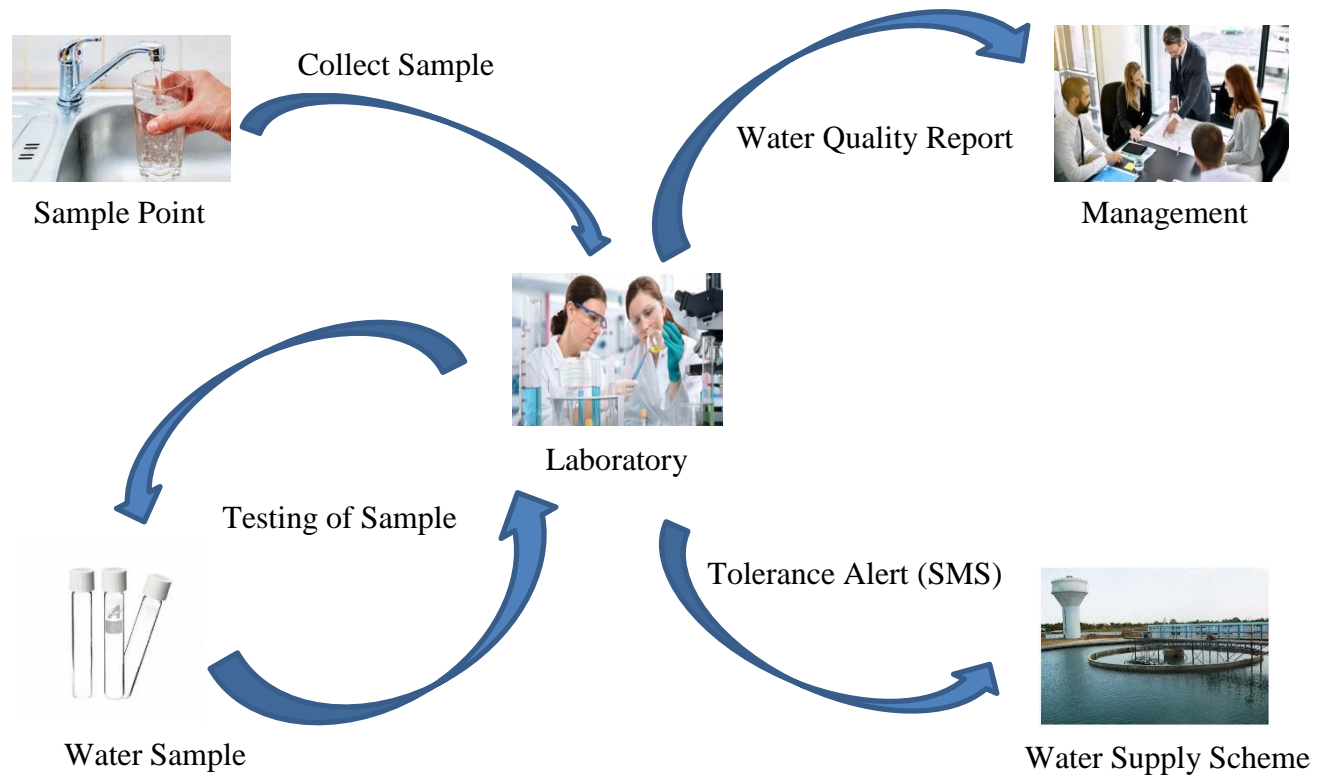 Collect Sample
Water Quality Report
Sample Point
Management
Laboratory
Testing of Sample
Tolerance Alert (SMS)
Water Sample
Water Supply Scheme